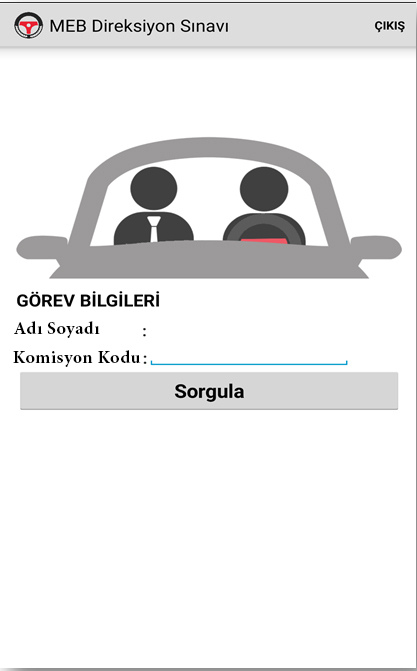 MEB Direksiyon Sınavı ÇIKIŞ
GÖREV BİLGİLERİ
Adı Soyadı :
Komisyon Kodu :
Sorgula